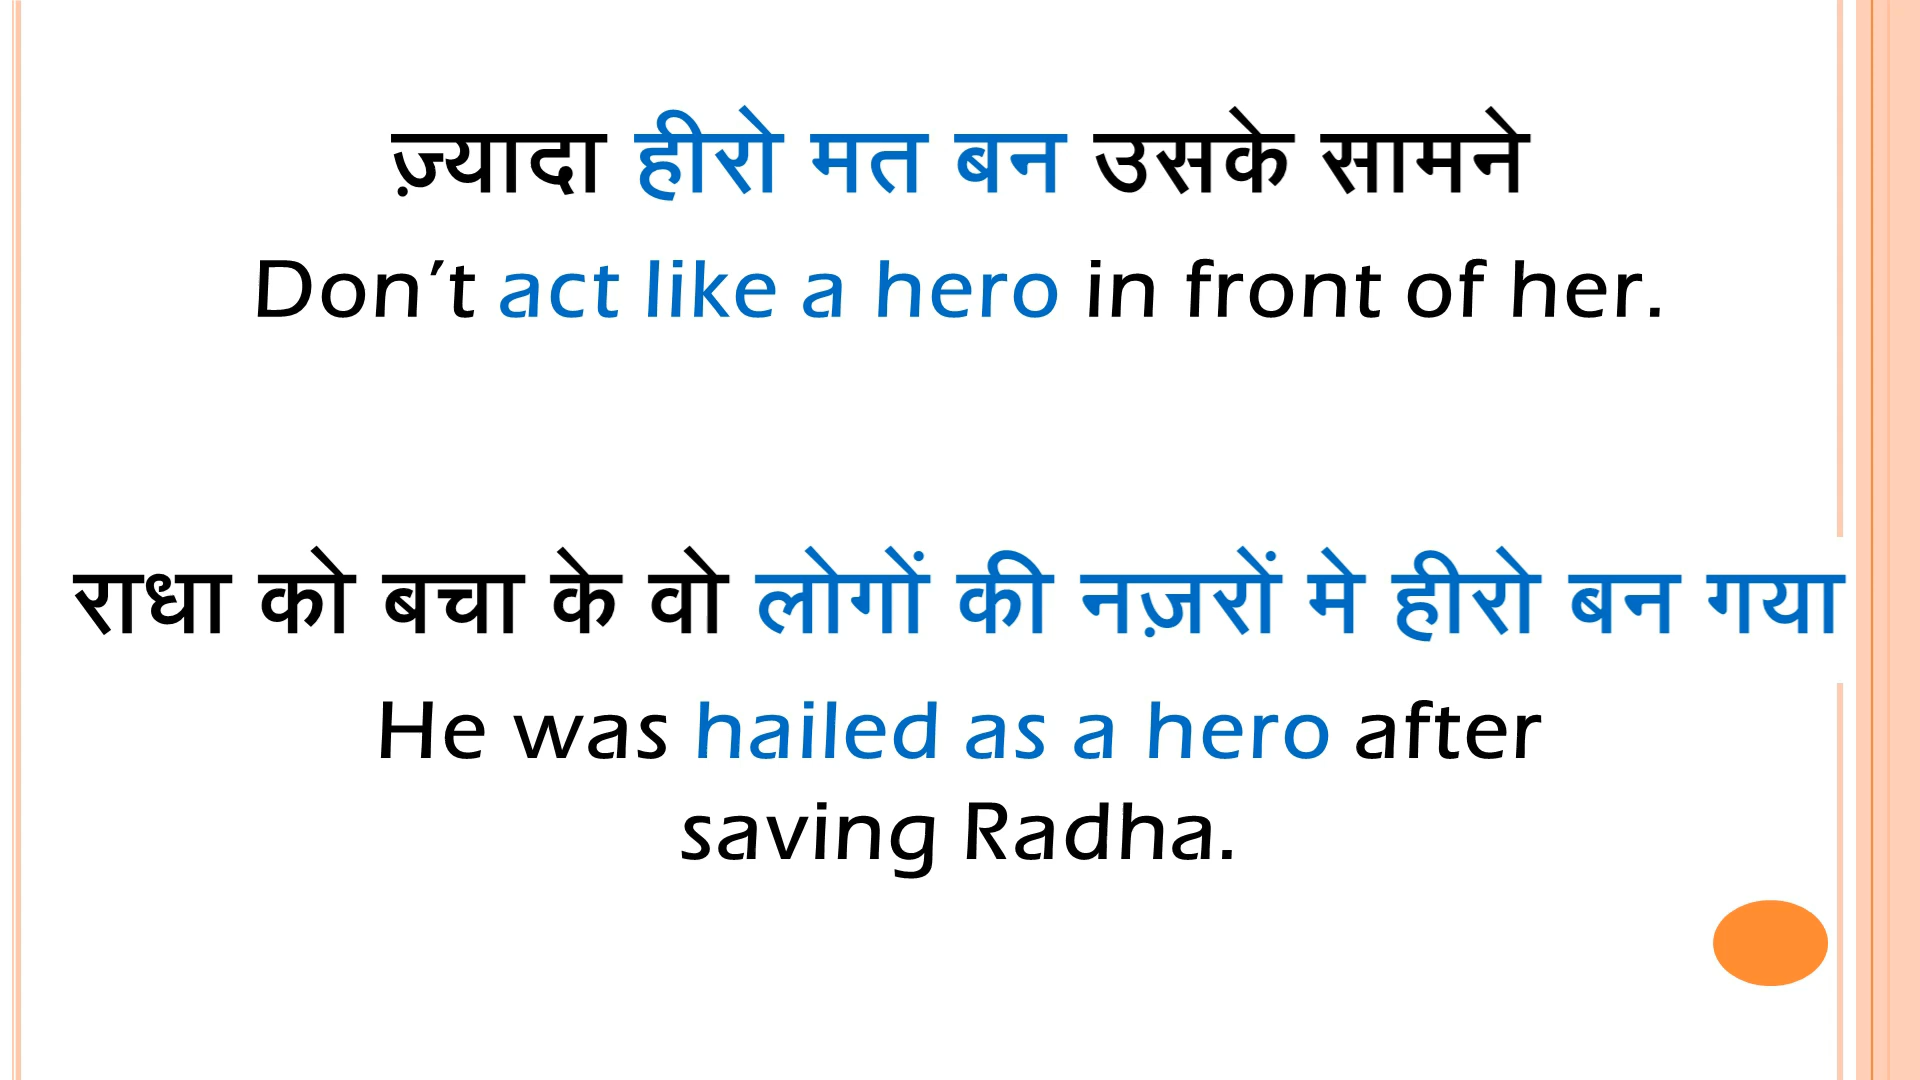 ज़्यादा हीरो मत बन उसके सामने
Don’t act like a hero in front of her.
राधा को बचा के वो लोगों की नज़रों मे हीरो बन गया
He was hailed as a hero after
saving Radha.